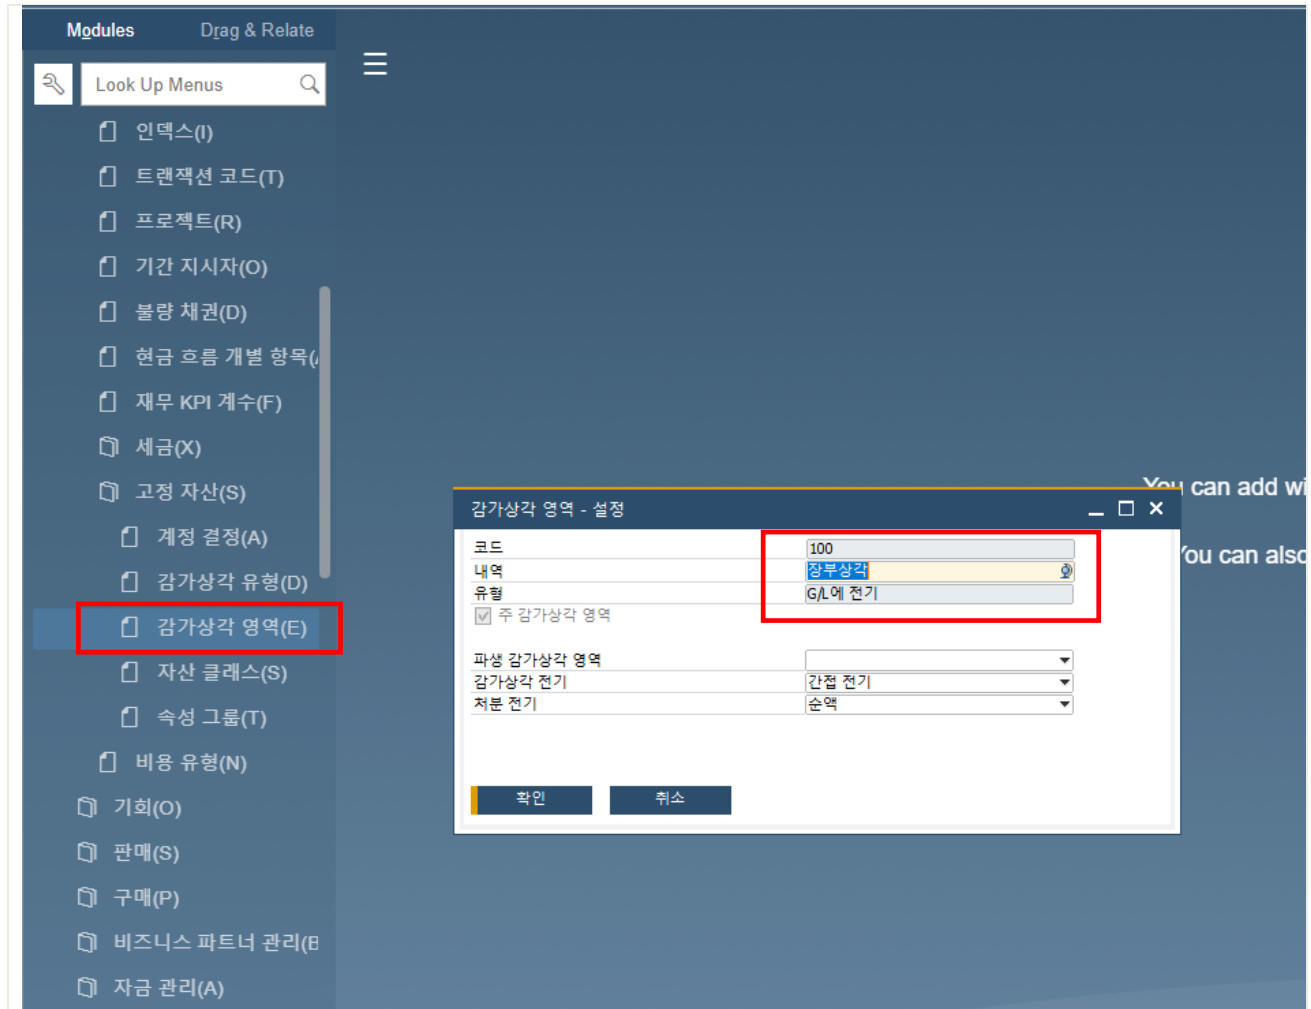 Modules
Drag & Relate
Look Up Menus
인덱스(I)
트랜잭션 코드(T)
프로젝트(R)
기간 지시자(O)
불량 채권(D)
현금 흐름 개별 항목(
재무 KPI 계수(F)
세금(X)
고정 자산(S)
계정 결정(A)
감가상각 유형(D)
감가상각 영역(E)
자산 클래스(S)
속성 그룹(T)
비용 유형(N)
기회(O)
판매(S)
구매(P)
비즈니스 파트너 관리(B
자금 관리(A)
You can add wi
You can also
감가상각 영역 - 설정
코드 100
내역 장부상각
유형 G/L에 전기
주 감가상각 영역
파생 감가상각 영역
감가상각 전기 간접 전기
처분 전기 순액
확인 취소